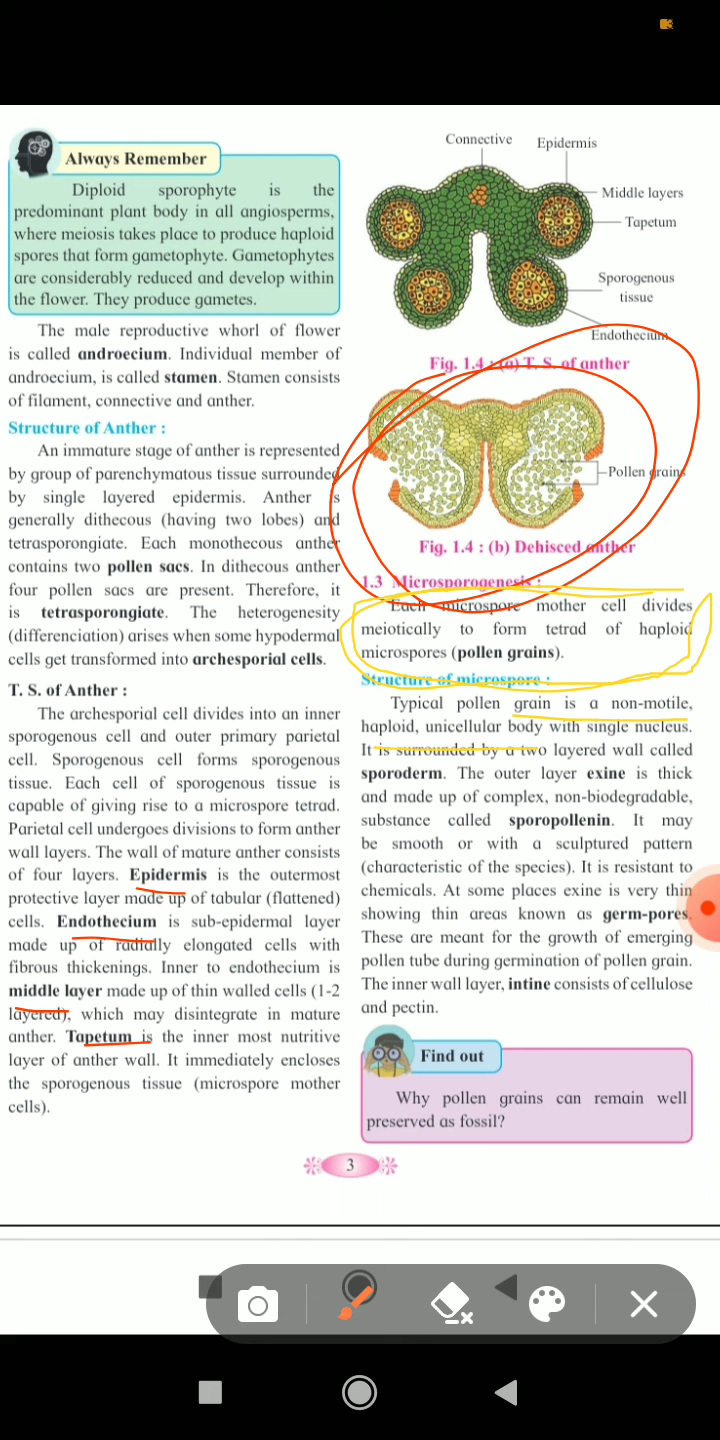 Always Remember
Diploid sporophyte is the
predominant plant body in all angiosperms,
where meiosis takes place to produce haploid
spores that form gametophyte. Gametophytes
are considerably reduced and develop within
the flower. They produce gametes.
The male reproductive whorl of flower
is called androecium. Individual member of
androecium, is called stamen. Stamen consists
of filament, connective and anther.
Structure of Anther :
An immature stage of anther is represented
by group of parenchymatous tissue surrounded
by single layered epidermis. Anther is
generally dithecous (having two lobes) and
tetrasporongiate. Each monothecous anther
contains two pollen sacs. In dithecous anther
four pollen sacs are present. Therefore, it
is tetrasporongiate. The heterogenesity
(differenciation) arises when some hypodermal
cells get transformed into archesporial cells.
T. S. of Anther :
The archesporial cell divides into an inner
sporogenous cell and outer primary parietal
cell. Sporogenous cell forms sporogenous
tissue. Each cell of sporogenous tissue is
capable of giving rise to a microspore tetrad.
Parietal cell undergoes divisions to form anther
wall layers. The wall of mature anther consists
of four layers. Epidermis is the outermost
protective layer made up of tabular (flattened)
cells. Endothecium is sub-epidermal layer
made up of radially elongated cells with
fibrous thickenings. Inner to endothecium is
middle layer made up of thin walled cells (1-2
layered), which may disintegrate in mature
anther. Tapetum is the inner most nutritive
layer of anther wall. It immediately encloses
the sporogenous tissue (microspore mother
cells).
Connective
Epidermis
Middle layers
Tapetum
Sporogenous
tissue
Endothecium
Fig. 1.4 : (a) T. S. of anther
Pollen grains
Fig. 1.4 : (b) Dehisced anther
1.3 Microsporogenesis :
Each microspore mother cell divides
meiotically to form tetrad of haploid
microspores (pollen grains).
Structure of microspore :
Typical pollen grain is a non-motile,
haploid, unicellular body with single nucleus.
It is surrounded by a two layered wall called
sporoderm. The outer layer exine is thick
and made up of complex, non-biodegradable,
substance called sporopollenin. It may
be smooth or with a sculptured pattern
(characteristic of the species). It is resistant to
chemicals. At some places exine is very thin
showing thin areas known as germ-pores.
These are meant for the growth of emerging
pollen tube during germination of pollen grain.
The inner wall layer, intine consists of cellulose
and pectin.
Find out
Why pollen grains can remain well
preserved as fossil?
3